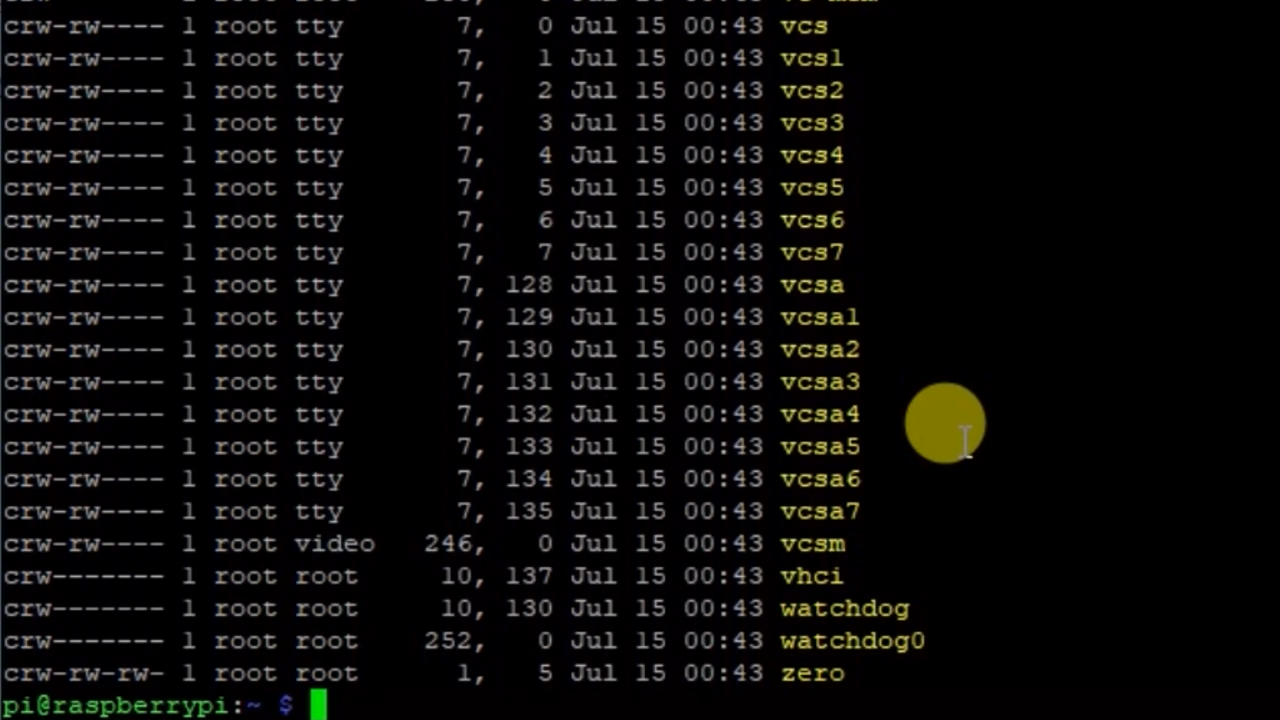 crw-rw---- 1 root tty 7, 0 Jul 15 00:43 vcs
crw-rw---- 1 root tty 7, 1 Jul 15 00:43 vcs1
crw-rw---- 1 root tty 7, 2 Jul 15 00:43 vcs2
crw-rw---- 1 root tty 7, 3 Jul 15 00:43 vcs3
crw-rw---- 1 root tty 7, 4 Jul 15 00:43 vcs4
crw-rw---- 1 root tty 7, 5 Jul 15 00:43 vcs5
crw-rw---- 1 root tty 7, 6 Jul 15 00:43 vcs6
crw-rw---- 1 root tty 7, 7 Jul 15 00:43 vcs7
crw-rw---- 1 root tty 7, 128 Jul 15 00:43 vcsa
crw-rw---- 1 root tty 7, 129 Jul 15 00:43 vcsa1
crw-rw---- 1 root tty 7, 130 Jul 15 00:43 vcsa2
crw-rw---- 1 root tty 7, 131 Jul 15 00:43 vcsa3
crw-rw---- 1 root tty 7, 132 Jul 15 00:43 vcsa4
crw-rw---- 1 root tty 7, 133 Jul 15 00:43 vcsa5
crw-rw---- 1 root tty 7, 134 Jul 15 00:43 vcsa6
crw-rw---- 1 root tty 7, 135 Jul 15 00:43 vcsa7
crw-rw---- 1 root video 246, 0 Jul 15 00:43 vcsm
crw------- 1 root root 10, 137 Jul 15 00:43 vhci
crw------- 1 root root 10, 130 Jul 15 00:43 watchdog
crw------- 1 root root 252, 0 Jul 15 00:43 watchdog0
crw-rw-rw- 1 root root 1, 5 Jul 15 00:43 zero
pi@raspberrypi:~ $